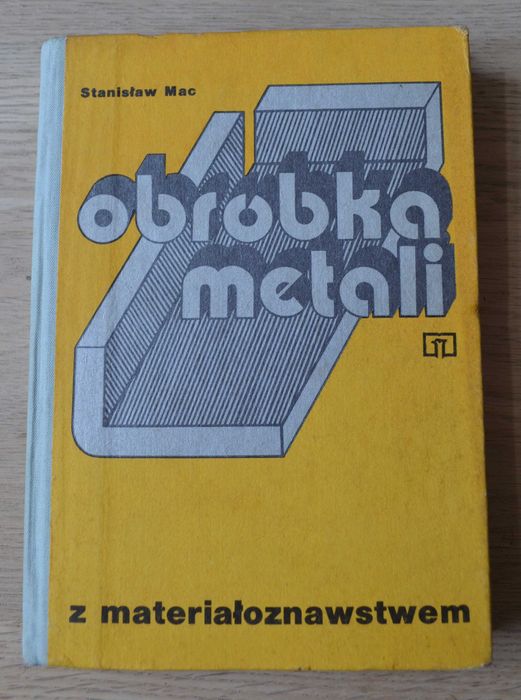 Stanisław Mac
obróbka
metali
z materiałoznawstwem